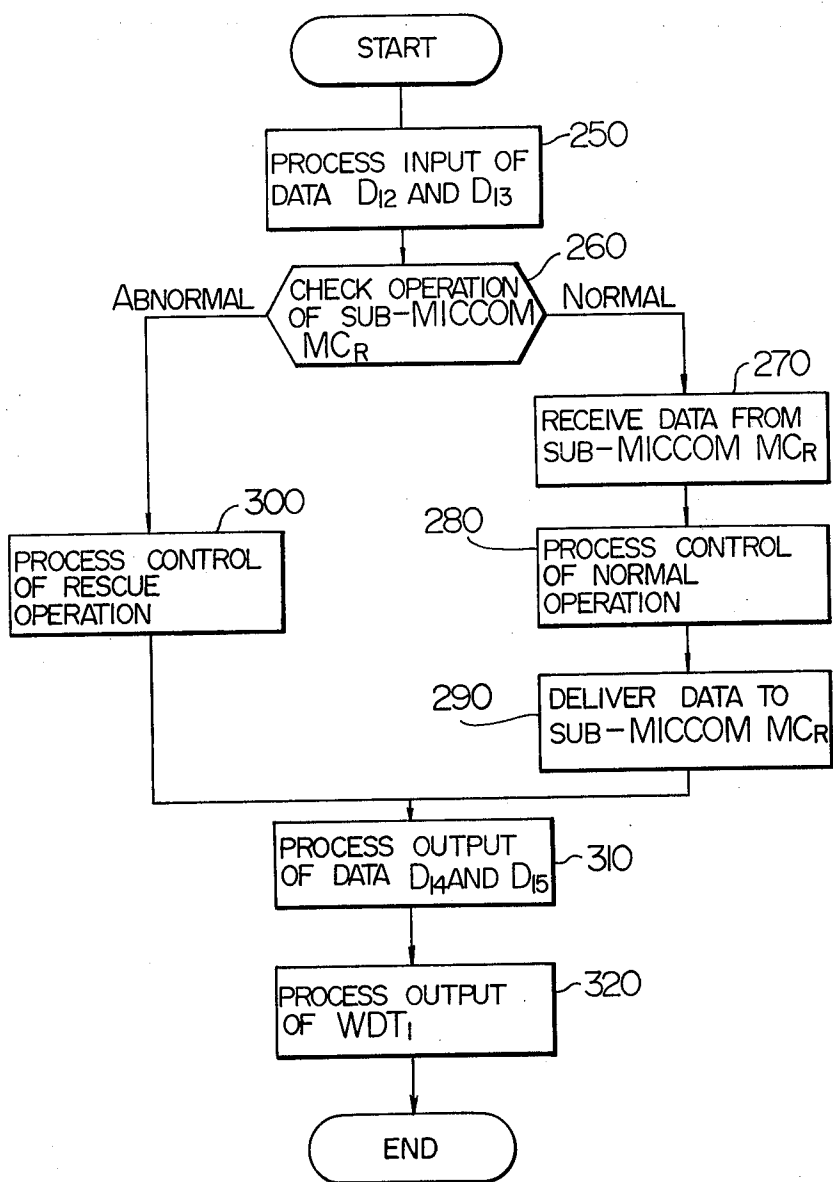 START
250
PROCESS INPUT OF
DATA D12 AND D13
260
ABNORMAL
CHECK OPERATION
OF SUB-MICCOM
MCR
NORMAL
270
RECEIVE DATA FROM
SUB-MICCOM MCR
300
PROCESS CONTROL
OF RESCUE
OPERATION
280
PROCESS CONTROL
OF NORMAL
OPERATION
290
DELIVER DATA TO
SUB-MICCOM MCR
PROCESS OUTPUT
OF DATA D14 AND D15
310
PROCESS OUTPUT
OF WDT1
320
END